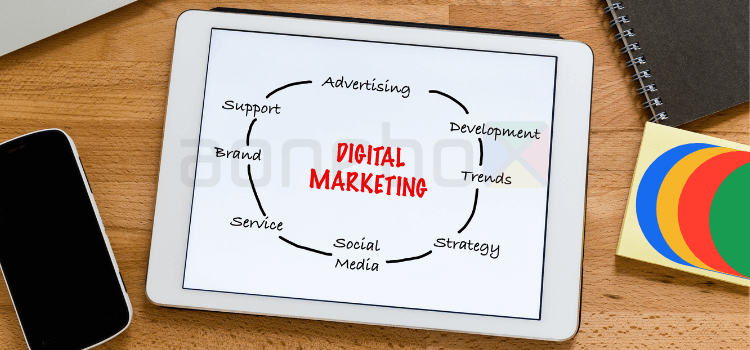 Advertising
Support
Development
Brand
DIGITAL
MARKETING
Trends
Service
Social
Media
Strategy